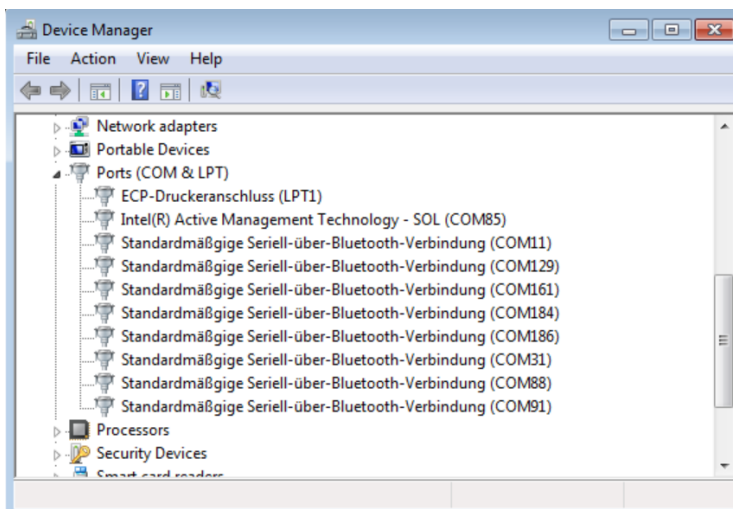 Device Manager
File Action View Help
Network adapters
Portable Devices
Ports (COM & LPT)
ECP-Druckeranschluss (LPT1)
Intel(R) Active Management Technology - SOL (COM85)
Standardmäßgige Seriell-über-Bluetooth-Verbindung (COM11)
Standardmäßgige Seriell-über-Bluetooth-Verbindung (COM129)
Standardmäßgige Seriell-über-Bluetooth-Verbindung (COM161)
Standardmäßgige Seriell-über-Bluetooth-Verbindung (COM184)
Standardmäßgige Seriell-über-Bluetooth-Verbindung (COM186)
Standardmäßgige Seriell-über-Bluetooth-Verbindung (COM31)
Standardmäßgige Seriell-über-Bluetooth-Verbindung (COM88)
Standardmäßgige Seriell-über-Bluetooth-Verbindung (COM91)
Processors
Security Devices
Smart card readers